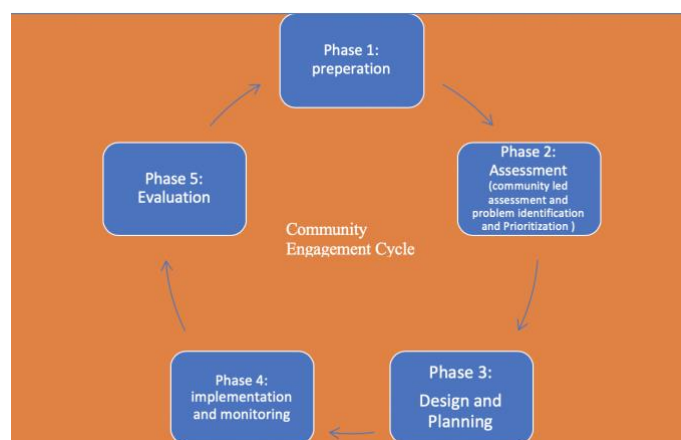 Phase 1:
preperation
Phase 2:
Assessment
(community led
assessment and
problem identification
and Prioritization )
Phase 3:
Design and
Planning
Phase 4:
implementation
and monitoring
Phase 5:
Evaluation
Community
Engagement Cycle